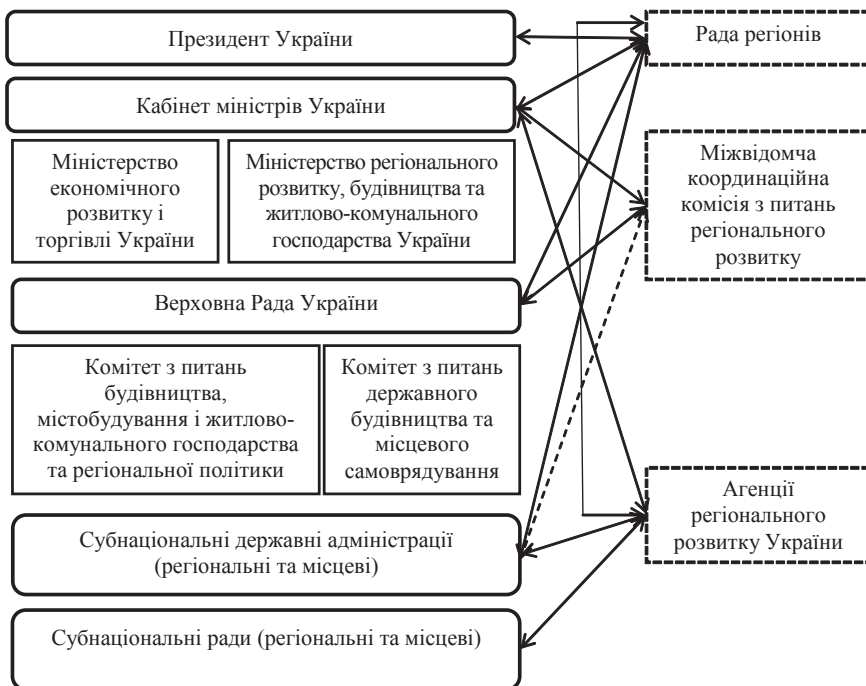 Президент України
Кабінет міністрів України
Міністерство
економічного
розвитку і
торгівлі України
Міністерство регіонального
розвитку, будівництва та
житлово-комунального
господарства України
Верховна Рада України
Комітет з питань
будівництва,
містобудування і житлово-
комунального господарства
та регіональної політики
Комітет з питань
державного
будівництва та
місцевого
самоврядування
Субнаціональні державні адміністрації
(регіональні та місцеві)
Субнаціональні ради (регіональні та місцеві)
Рада регіонів
Міжвідомча
координаційна
комісія з питань
регіонального
розвитку
Агенції
регіонального
розвитку України